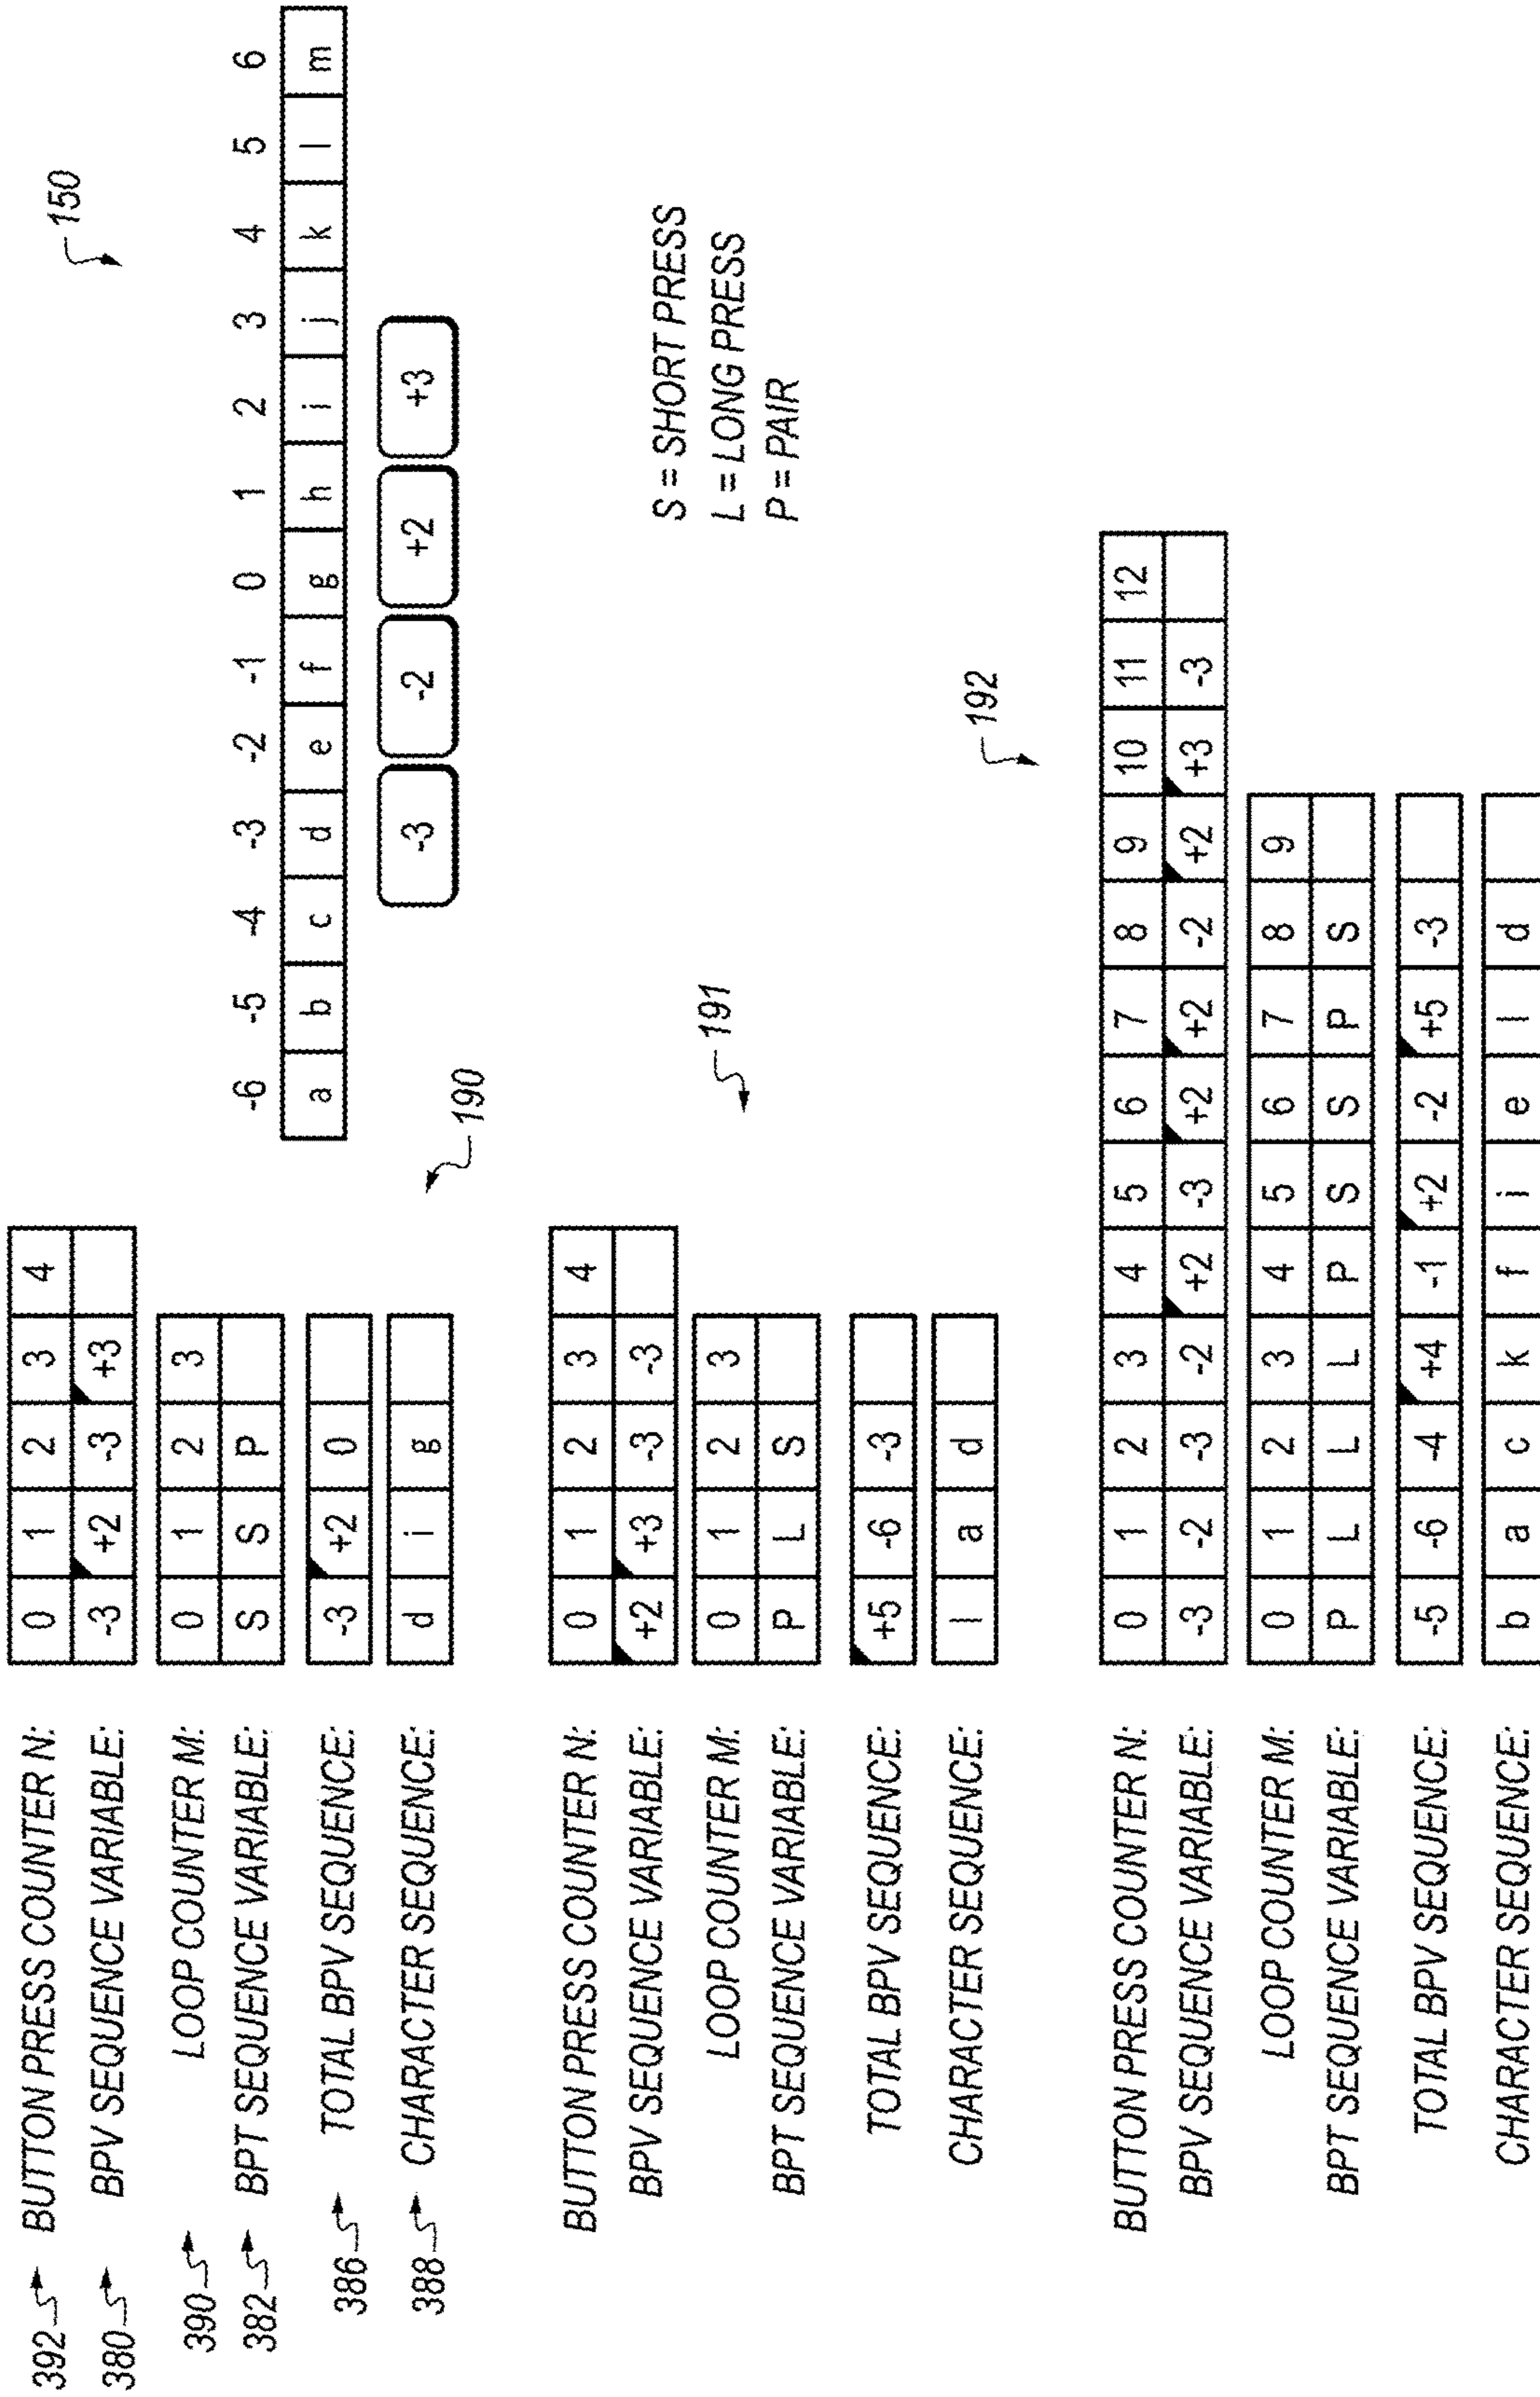 392 BUTTON PRESS COUNTER N: 0 1 2 3 4
380 BPV SEQUENCE VARIABLE: -3 +2 -3 +3
390 LOOP COUNTER M: 0 1 2 3
382 BPT SEQUENCE VARIABLE: S S P
386 TOTAL BPV SEQUENCE: -3 +2 0
388 CHARACTER SEQUENCE: d i g
190
150
-6 -5 -4 -3 -2 -1 0 1 2 3 4 5 6
a b c d e f g h i j k l m
-3 -2 +2 +3
BUTTON PRESS COUNTER N: 0 1 2 3 4
BPV SEQUENCE VARIABLE: +2 +3 -3 -3
LOOP COUNTER M: 0 1 2 3
BPT SEQUENCE VARIABLE: P L S
TOTAL BPV SEQUENCE: +5 -6 -3
CHARACTER SEQUENCE: l a d
191
S = SHORT PRESS
L = LONG PRESS
P = PAIR
192
BUTTON PRESS COUNTER N: 0 1 2 3 4 5 6 7 8 9 10 11 12
BPV SEQUENCE VARIABLE: -3 -2 -3 -2 +2 -3 +2 +2 -2 +2 +3 -3
LOOP COUNTER M: 0 1 2 3 4 5 6 7 8 9
BPT SEQUENCE VARIABLE: P L L L P S S P S
TOTAL BPV SEQUENCE: -5 -6 -4 +4 -1 +2 -2 +5 -3
CHARACTER SEQUENCE: b a c k f i e l d